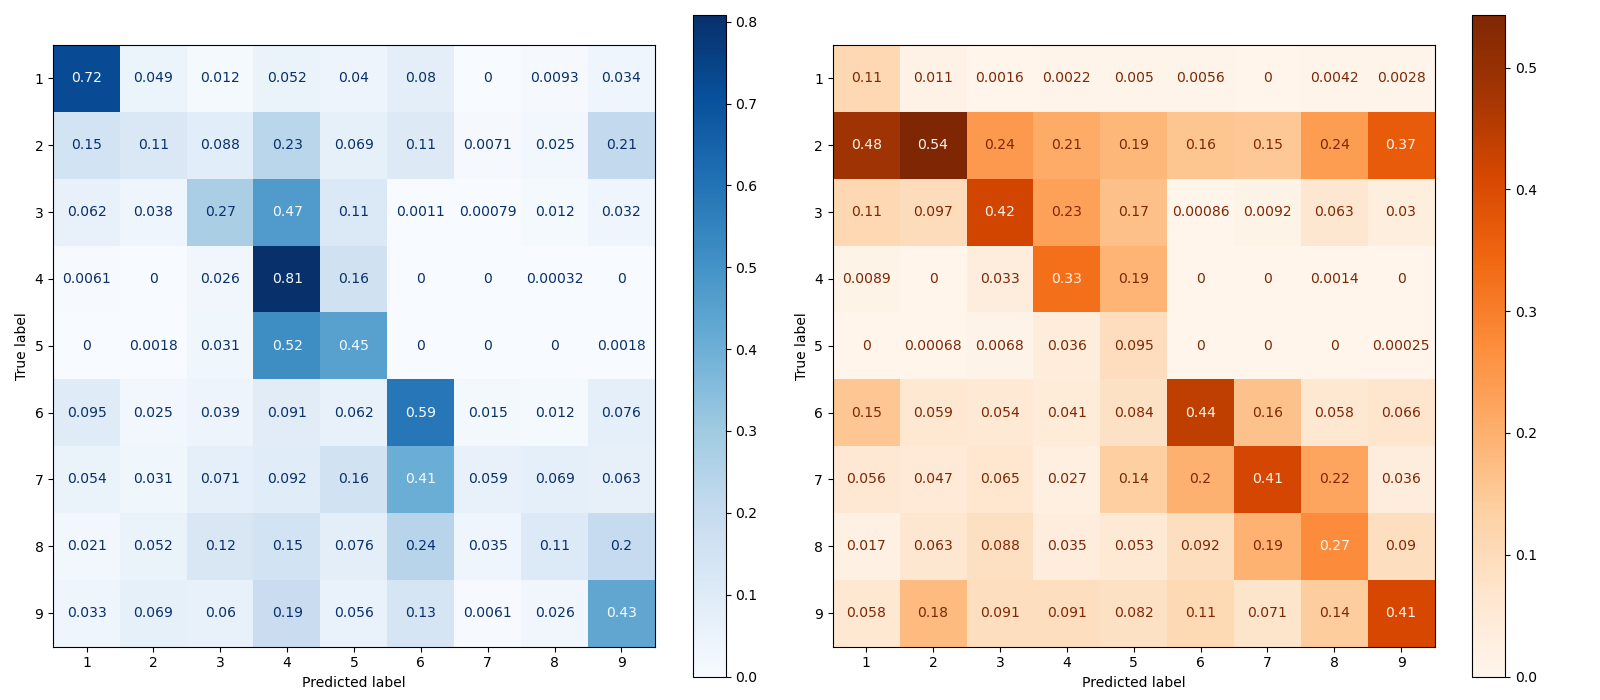 1 0.72 0.049 0.012 0.052 0.04 0.08 0 0.0093 0.034
2 0.15 0.11 0.088 0.23 0.069 0.11 0.0071 0.025 0.21
3 0.062 0.038 0.27 0.47 0.11 0.0011 0.00079 0.012 0.032
4 0.0061 0 0.026 0.81 0.16 0 0 0.00032 0
5 0 0.0018 0.031 0.52 0.45 0 0 0 0.0018
6 0.095 0.025 0.039 0.091 0.062 0.59 0.015 0.012 0.076
7 0.054 0.031 0.071 0.092 0.16 0.41 0.059 0.069 0.063
8 0.021 0.052 0.12 0.15 0.076 0.24 0.035 0.11 0.2
9 0.033 0.069 0.06 0.19 0.056 0.13 0.0061 0.026 0.43
1 2 3 4 5 6 7 8 9
Predicted label
True label
0.8
0.7
0.6
0.5
0.4
0.3
0.2
0.1
0.0
1 0.11 0.011 0.0016 0.0022 0.005 0.0056 0 0.0042 0.0028
2 0.48 0.54 0.24 0.21 0.19 0.16 0.15 0.24 0.37
3 0.11 0.097 0.42 0.23 0.17 0.00086 0.0092 0.063 0.03
4 0.0089 0 0.033 0.33 0.19 0 0 0.0014 0
5 0 0.00068 0.0068 0.036 0.095 0 0 0 0.00025
6 0.15 0.059 0.054 0.041 0.084 0.44 0.16 0.058 0.066
7 0.056 0.047 0.065 0.027 0.14 0.2 0.41 0.22 0.036
8 0.017 0.063 0.088 0.035 0.053 0.092 0.19 0.27 0.09
9 0.058 0.18 0.091 0.091 0.082 0.11 0.071 0.14 0.41
1 2 3 4 5 6 7 8 9
Predicted label
True label
0.5
0.4
0.3
0.2
0.1
0.0